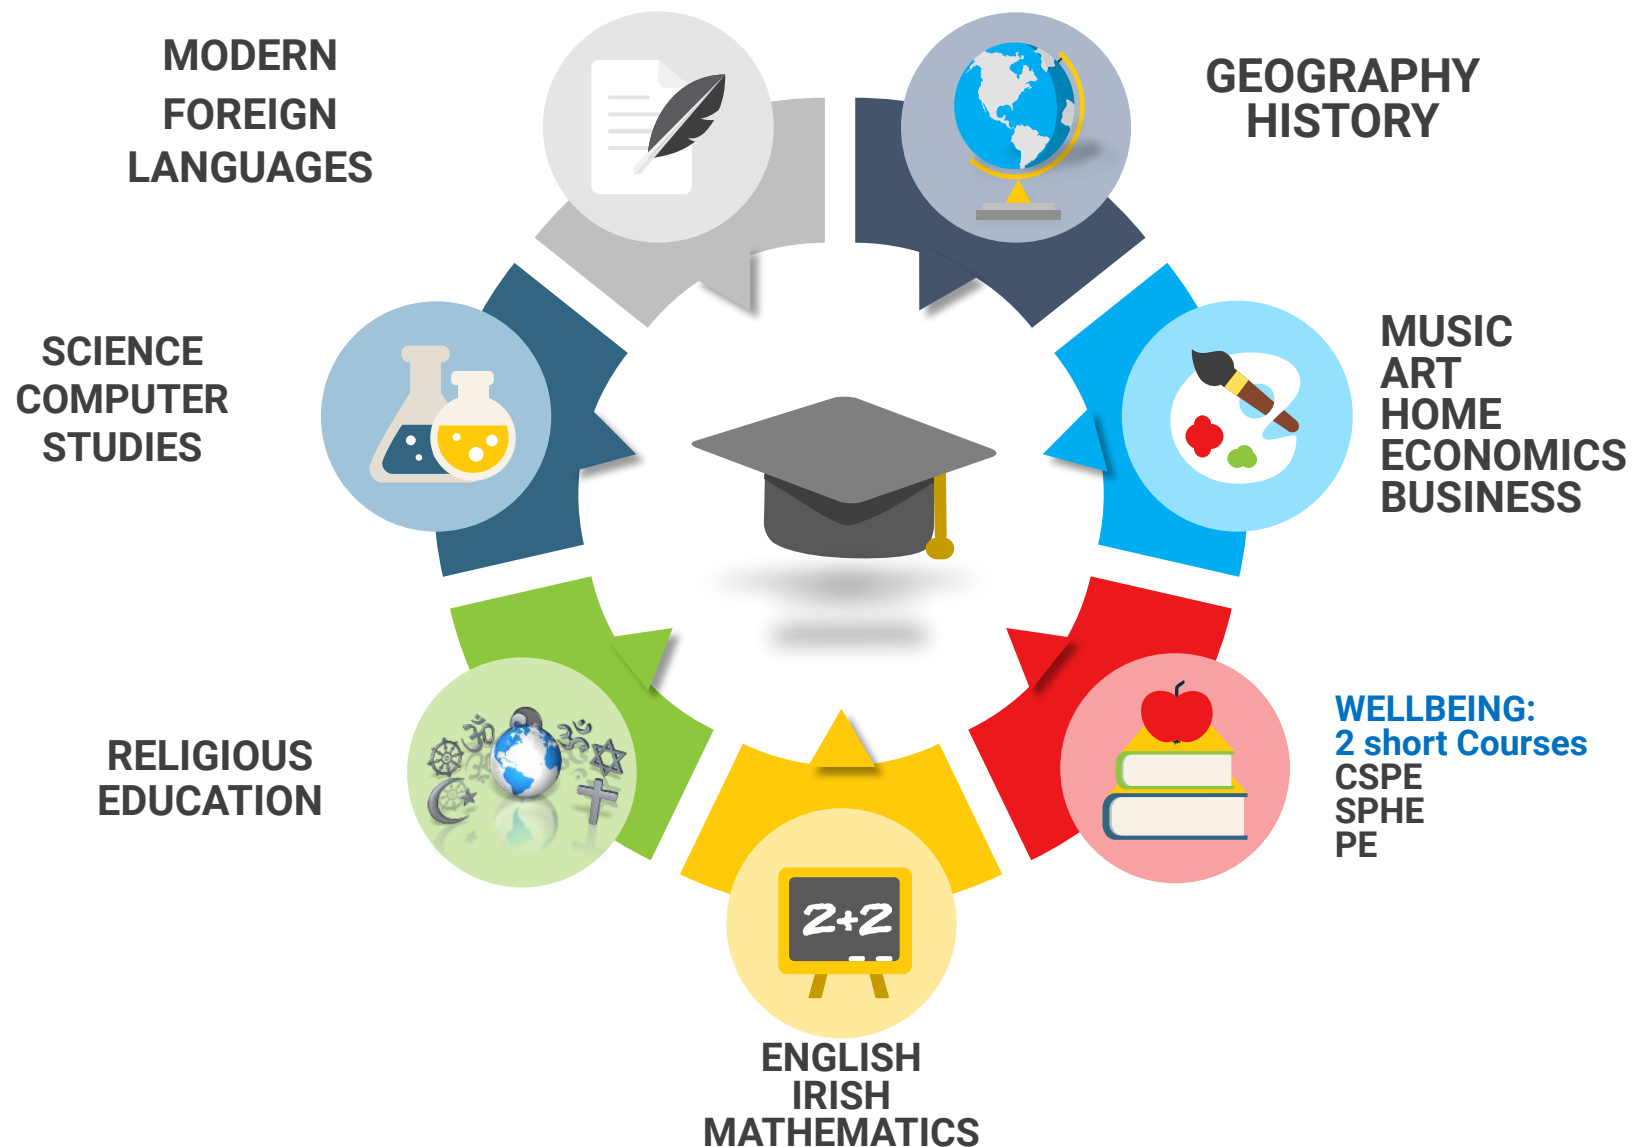 MODERN
FOREIGN
LANGUAGES
GEOGRAPHY
HISTORY
SCIENCE
COMPUTER
STUDIES
MUSIC
ART
HOME
ECONOMICS
BUSINESS
RELIGIOUS
EDUCATION
WELLBEING:
2 short Courses
CSPE
SPHE
PE
2+2
ENGLISH
IRISH
MATHEMATICS